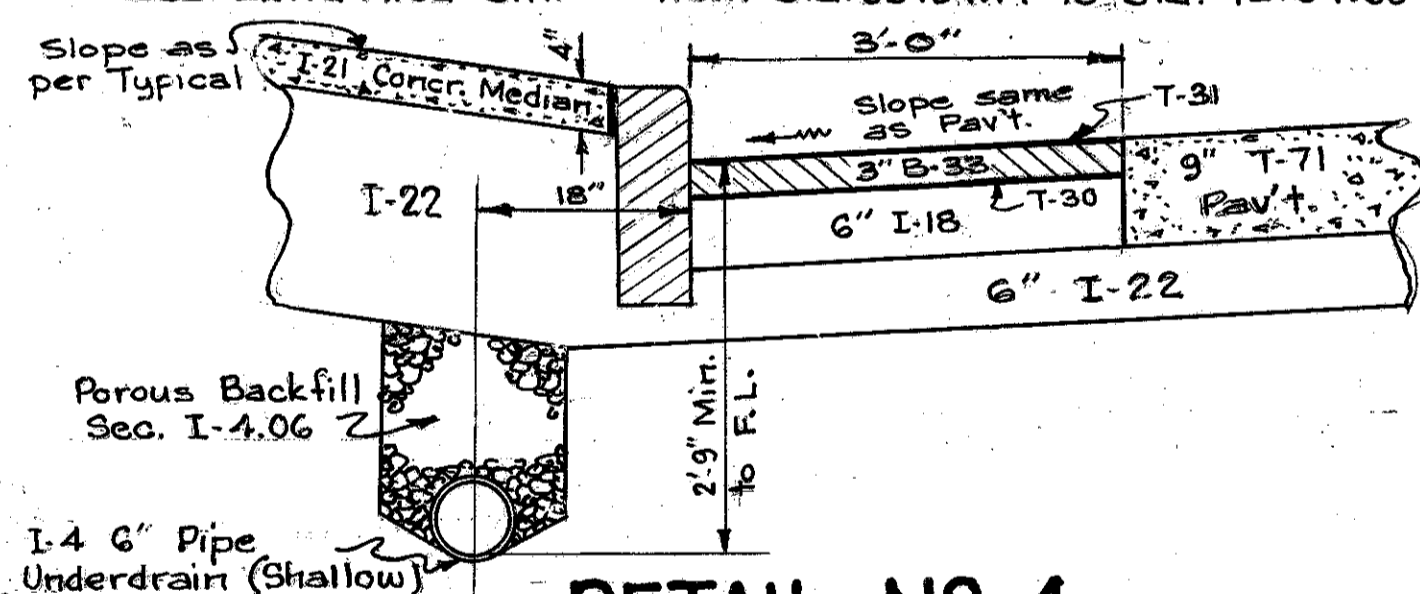 Slope as
per Typical
I-21 Concr. Median
4"
3'-0"
Slope same
as Pav't.
T-31
I-22
18"
3" B-33
T-30
9" T-71
Pav't.
6" I-18
6" I-22
Porous Backfill
Sec. I-4.06
2'-9" Min.
to F.L.
I-4 6" Pipe
Underdrain (Shallow)
DETAIL NO 4